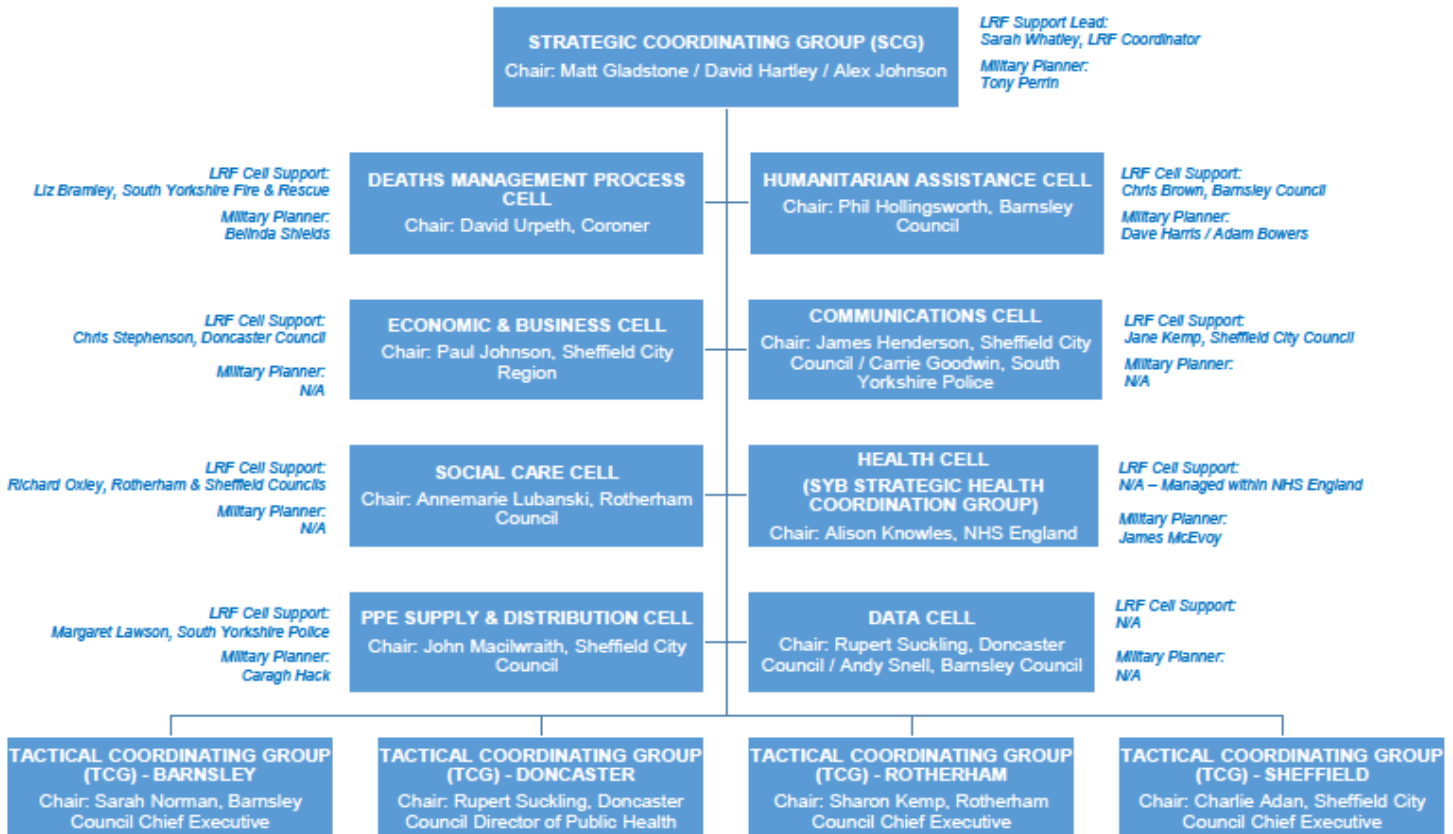 STRATEGIC COORDINATING GROUP (SCG)
Chair: Matt Gladstone / David Hartley / Alex Johnson
LRF Support Lead:
Sarah Whatley, LRF Coordinator
Military Planner:
Tony Perrin
LRF Cell Support:
Liz Bramley, South Yorkshire Fire & Rescue
Military Planner:
Belinda Shields
DEATHS MANAGEMENT PROCESS
CELL
Chair: David Urpeth, Coroner
HUMANITARIAN ASSISTANCE CELL
Chair: Phil Hollingsworth, Barnsley
Council
LRF Cell Support:
Chris Brown, Barnsley Council
Military Planner:
Dave Harris / Adam Bowers
LRF Cell Support:
Chris Stephenson, Doncaster Council
Military Planner:
N/A
ECONOMIC & BUSINESS CELL
Chair: Paul Johnson, Sheffield City
Region
COMMUNICATIONS CELL
Chair: James Henderson, Sheffield City
Council / Carrie Goodwin, South
Yorkshire Police
LRF Cell Support:
Jane Kemp, Sheffield City Council
Military Planner:
N/A
LRF Cell Support:
Richard Oxley, Rotherham & Sheffield Councils
Military Planner:
N/A
SOCIAL CARE CELL
Chair: Annemarie Lubanski, Rotherham
Council
HEALTH CELL
(SYB STRATEGIC HEALTH
COORDINATION GROUP)
Chair: Alison Knowles, NHS England
LRF Cell Support:
N/A – Managed within NHS England
Military Planner:
James McEvoy
LRF Cell Support:
Margaret Lawson, South Yorkshire Police
Military Planner:
Caragh Hack
PPE SUPPLY & DISTRIBUTION CELL
Chair: John Macilwraith, Sheffield City
Council
DATA CELL
Chair: Rupert Suckling, Doncaster
Council / Andy Snell, Barnsley Council
LRF Cell Support:
N/A
Military Planner:
N/A
TACTICAL COORDINATING GROUP
(TCG) - BARNSLEY
Chair: Sarah Norman, Barnsley
Council Chief Executive
TACTICAL COORDINATING GROUP
(TCG) - DONCASTER
Chair: Rupert Suckling, Doncaster
Council Director of Public Health
TACTICAL COORDINATING GROUP
(TCG) - ROTHERHAM
Chair: Sharon Kemp, Rotherham
Council Chief Executive
TACTICAL COORDINATING GROUP
(TCG) - SHEFFIELD
Chair: Charlie Adan, Sheffield City
Council Chief Executive